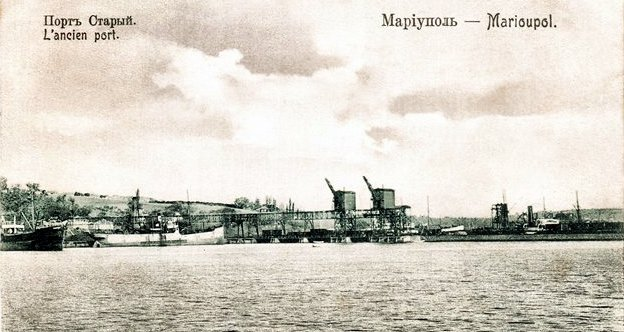 Портъ Старый.
L'ancien port.
Маріуполь — Marioupol.